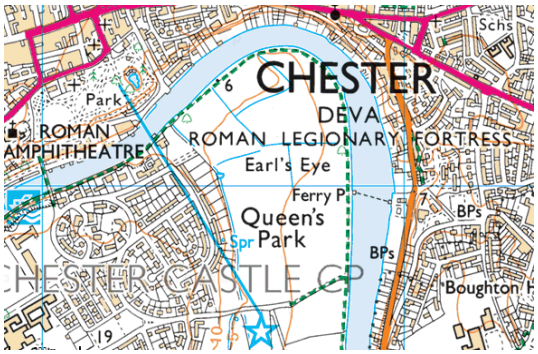 Schs
6
CHESTER
Park
DEVA
ROMAN LEGIONARY FORTRESS
ROMAN
AMPHITHEATRE
Earl's Eye
Ferry P
7
BPs
Queen's
Park
Spr
BPs
CHESTER CASTLE CP
Boughton H
19